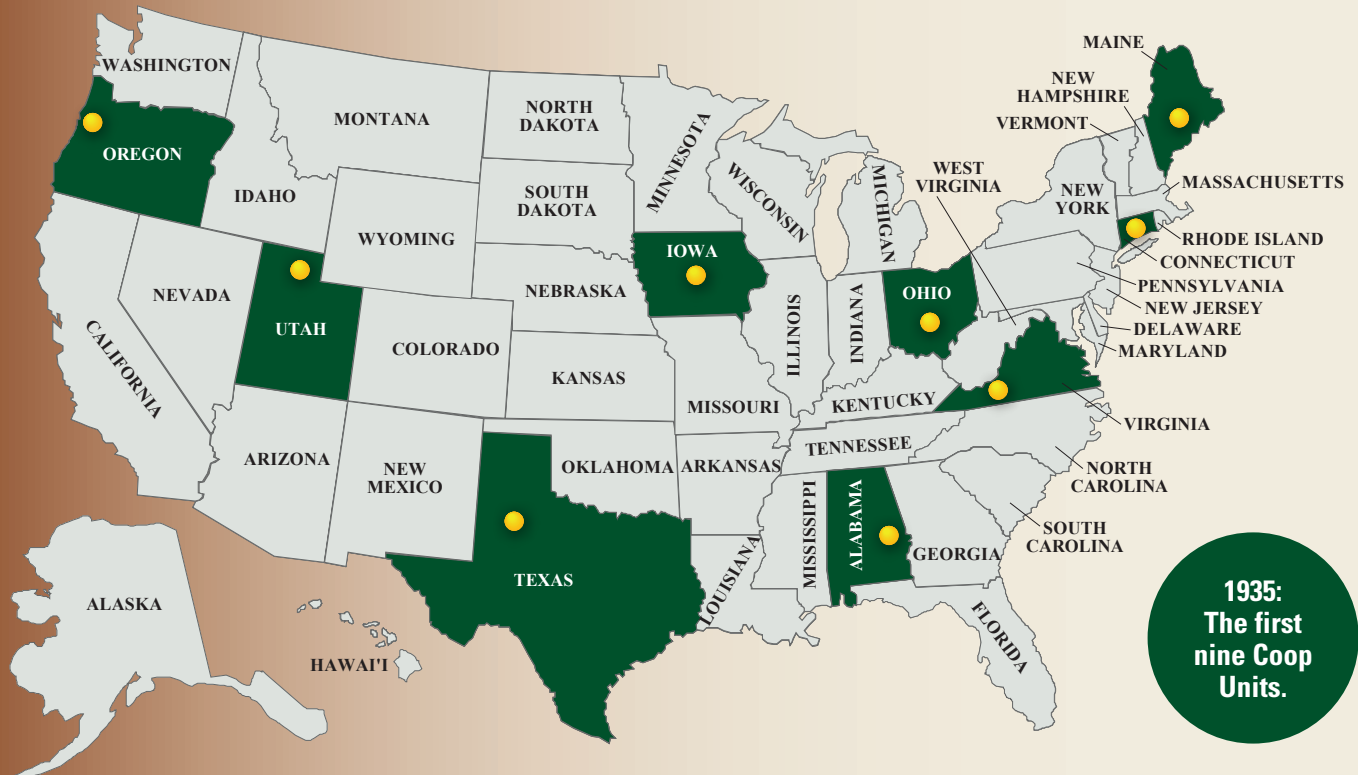 WASHINGTON
OREGON
MONTANA
IDAHO
NORTH
DAKOTA
SOUTH
DAKOTA
WYOMING
MINNESOTA
WISCONSIN
MICHIGAN
IOWA
NEBRASKA
NEVADA
UTAH
CALIFORNIA
COLORADO
KANSAS
MISSOURI
ILLINOIS
INDIANA
OHIO
KENTUCKY
TENNESSEE
ARIZONA
NEW
MEXICO
OKLAHOMA
ARKANSAS
TEXAS
LOUISIANA
MISSISSIPPI
ALABAMA
GEORGIA
FLORIDA
ALASKA
HAWAI'I
MAINE
NEW
HAMPSHIRE
VERMONT
WEST
VIRGINIA
NEW
YORK
MASSACHUSETTS
RHODE ISLAND
CONNECTICUT
PENNSYLVANIA
NEW JERSEY
DELAWARE
MARYLAND
VIRGINIA
NORTH
CAROLINA
SOUTH
CAROLINA
1935:
The first
nine Coop
Units.